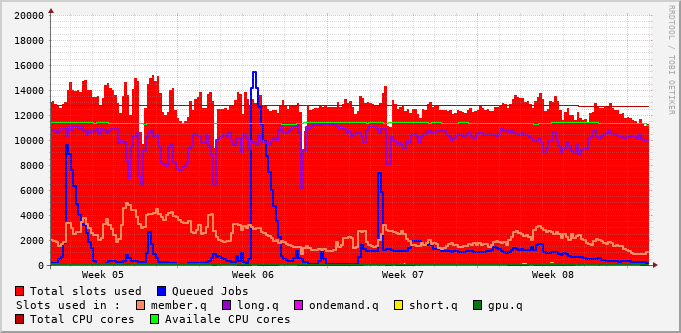 20000
18000
16000
14000
12000
10000
8000
6000
4000
2000
0
Week 05 Week 06 Week 07 Week 08
RRDTOOL / TOBI OETIKER
Total slots used Queued Jobs
Slots used in : member.q long.q ondemand.q short.q gpu.q
Total CPU cores Availale CPU cores